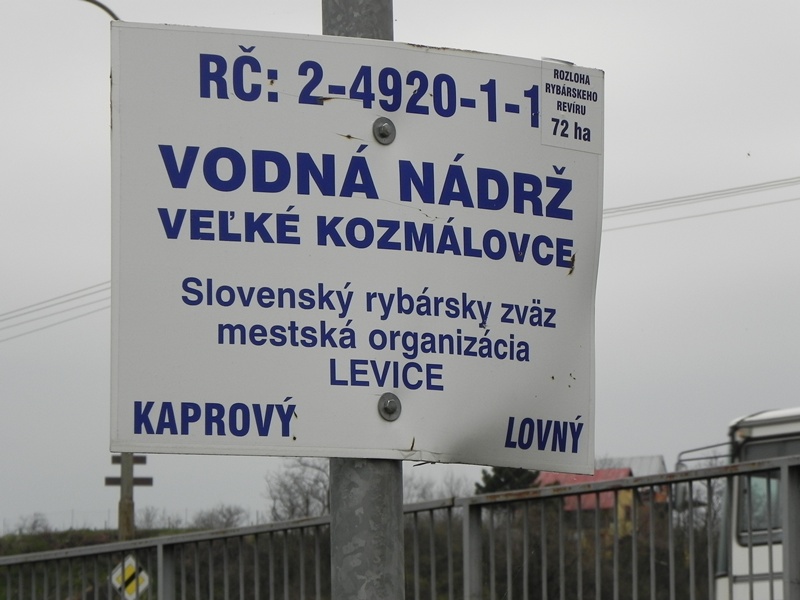 RČ: 2-4920-1-1
ROZLOHA
RYBÁRSKEHO
REVÍRU
72 ha
VODNÁ NÁDRŽ
VEĽKÉ KOZMÁLOVCE
Slovenský rybársky zväz
mestská organizácia
LEVICE
KAPROVÝ LOVNÝ